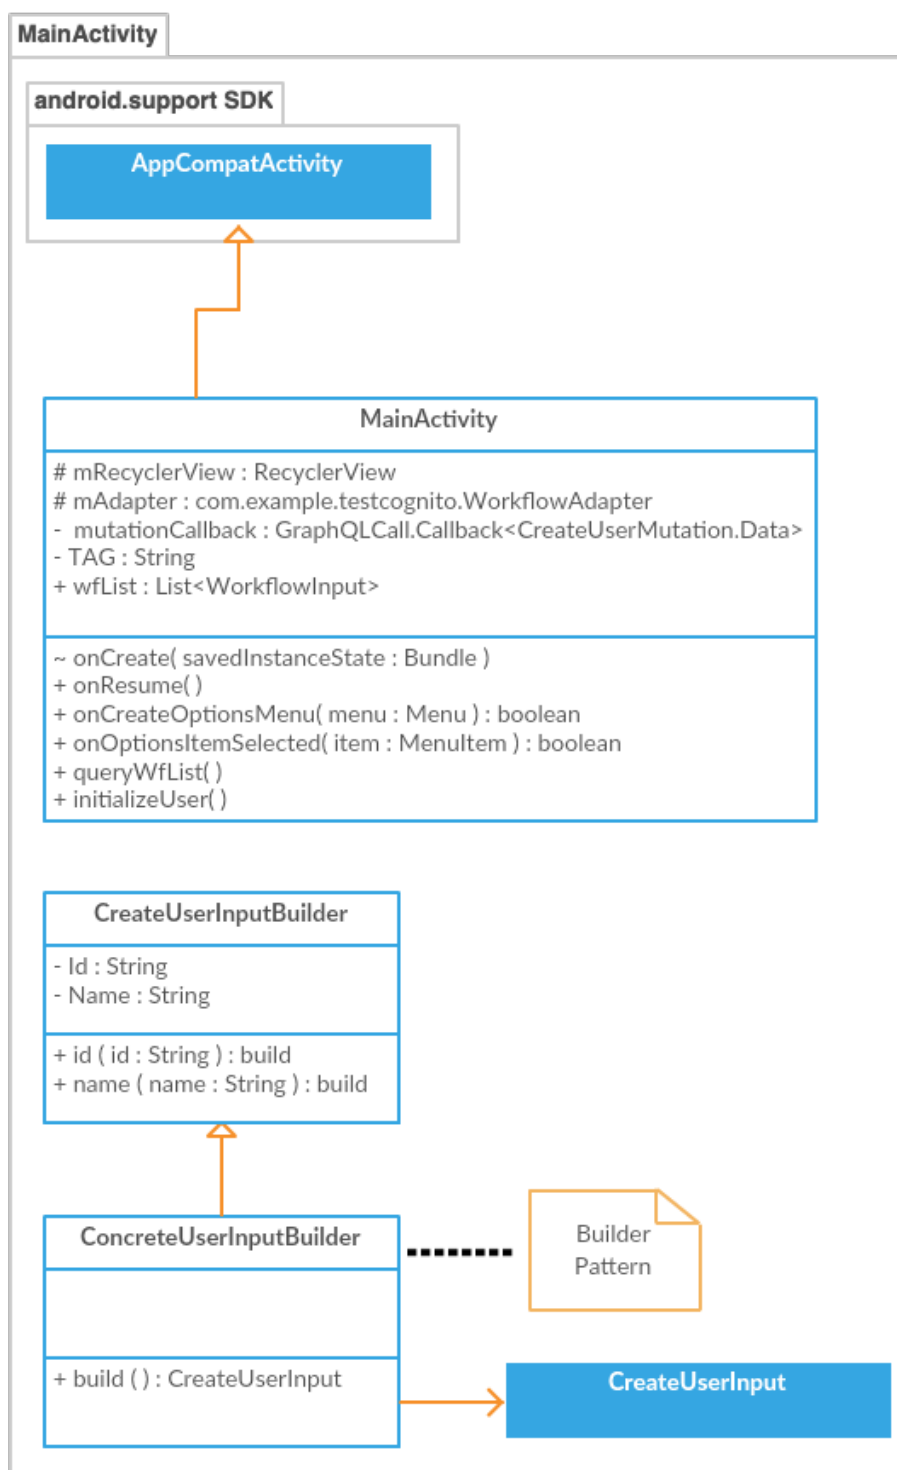 MainActivity
android.support SDK
AppCompatActivity
MainActivity
# mRecyclerView : RecyclerView
# mAdapter : com.example.testcognito.WorkflowAdapter
- mutationCallback : GraphQLCall.Callback<CreateUserMutation.Data>
- TAG : String
+ wfList : List<WorkflowInput>
~ onCreate( savedInstanceState : Bundle )
+ onResume( )
+ onCreateOptionsMenu( menu : Menu ) : boolean
+ onOptionsItemSelected( item : MenuItem ) : boolean
+ queryWfList( )
+ initializeUser( )
CreateUserInputBuilder
- Id : String
- Name : String
+ id ( id : String ) : build
+ name ( name : String ) : build
ConcreteUserInputBuilder
Builder
Pattern
+ build ( ) : CreateUserInput
CreateUserInput